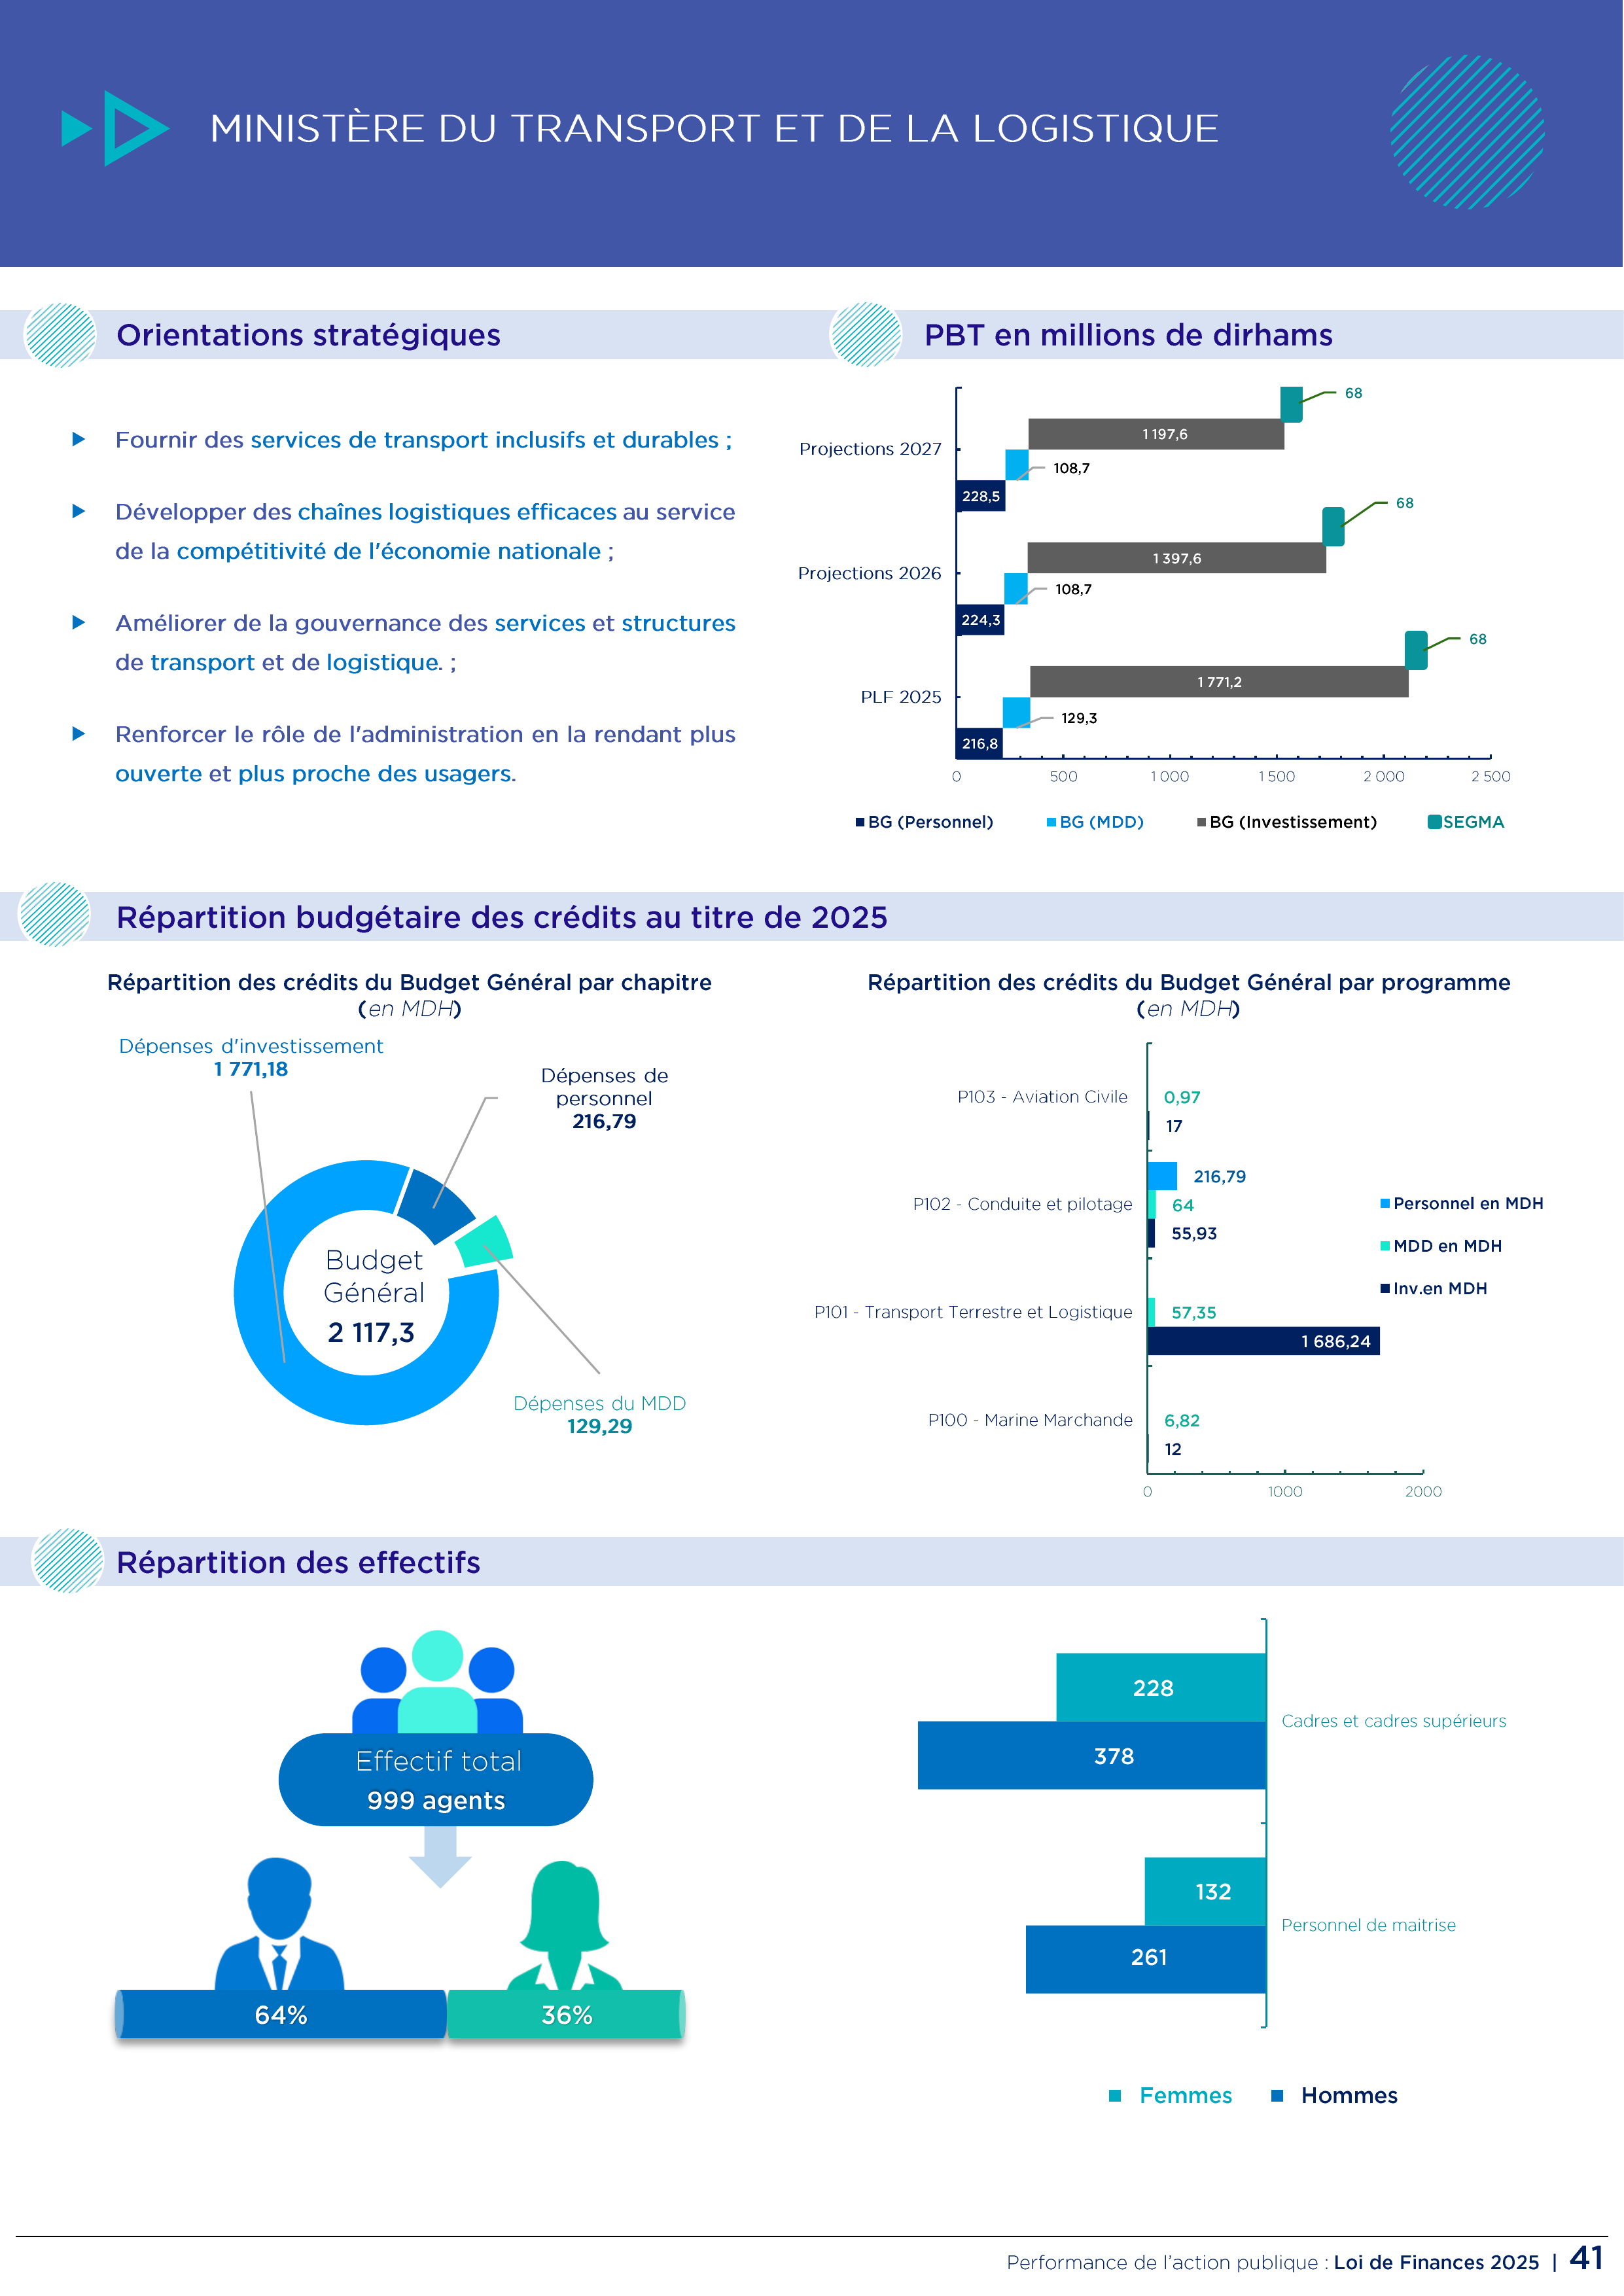 MINISTÈRE DU TRANSPORT ET DE LA LOGISTIQUE
Orientations stratégiques
Fournir des services de transport inclusifs et durables ;
Développer des chaînes logistiques efficaces au service
de la compétitivité de l'économie nationale ;
Améliorer de la gouvernance des services et structures
de transport et de logistique. ;
Renforcer le rôle de l'administration en la rendant plus
ouverte et plus proche des usagers.
PBT en millions de dirhams
68
1 197,6
Projections 2027
108,7
228,5
68
1 397,6
Projections 2026
108,7
224,3
68
1 771,2
PLF 2025
129,3
216,8
0 500 1 000 1 500 2 000 2 500
BG (Personnel) BG (MDD) BG (Investissement) SEGMA
Répartition budgétaire des crédits au titre de 2025
Répartition des crédits du Budget Général par chapitre
(en MDH)
Dépenses d'investissement
1 771,18
Dépenses de
personnel
216,79
Budget
Général
2 117,3
Dépenses du MDD
129,29
Répartition des crédits du Budget Général par programme
(en MDH)
P103 - Aviation Civile 0,97
17
216,79
P102 - Conduite et pilotage 64
55,93
Personnel en MDH
MDD en MDH
Inv.en MDH
P101 - Transport Terrestre et Logistique 57,35
1 686,24
P100 - Marine Marchande 6,82
12
0 1000 2000
Répartition des effectifs
Effectif total
999 agents
64% 36%
228
Cadres et cadres supérieurs
378
132
Personnel de maitrise
261
Femmes Hommes
Performance de l'action publique : Loi de Finances 2025 | 41